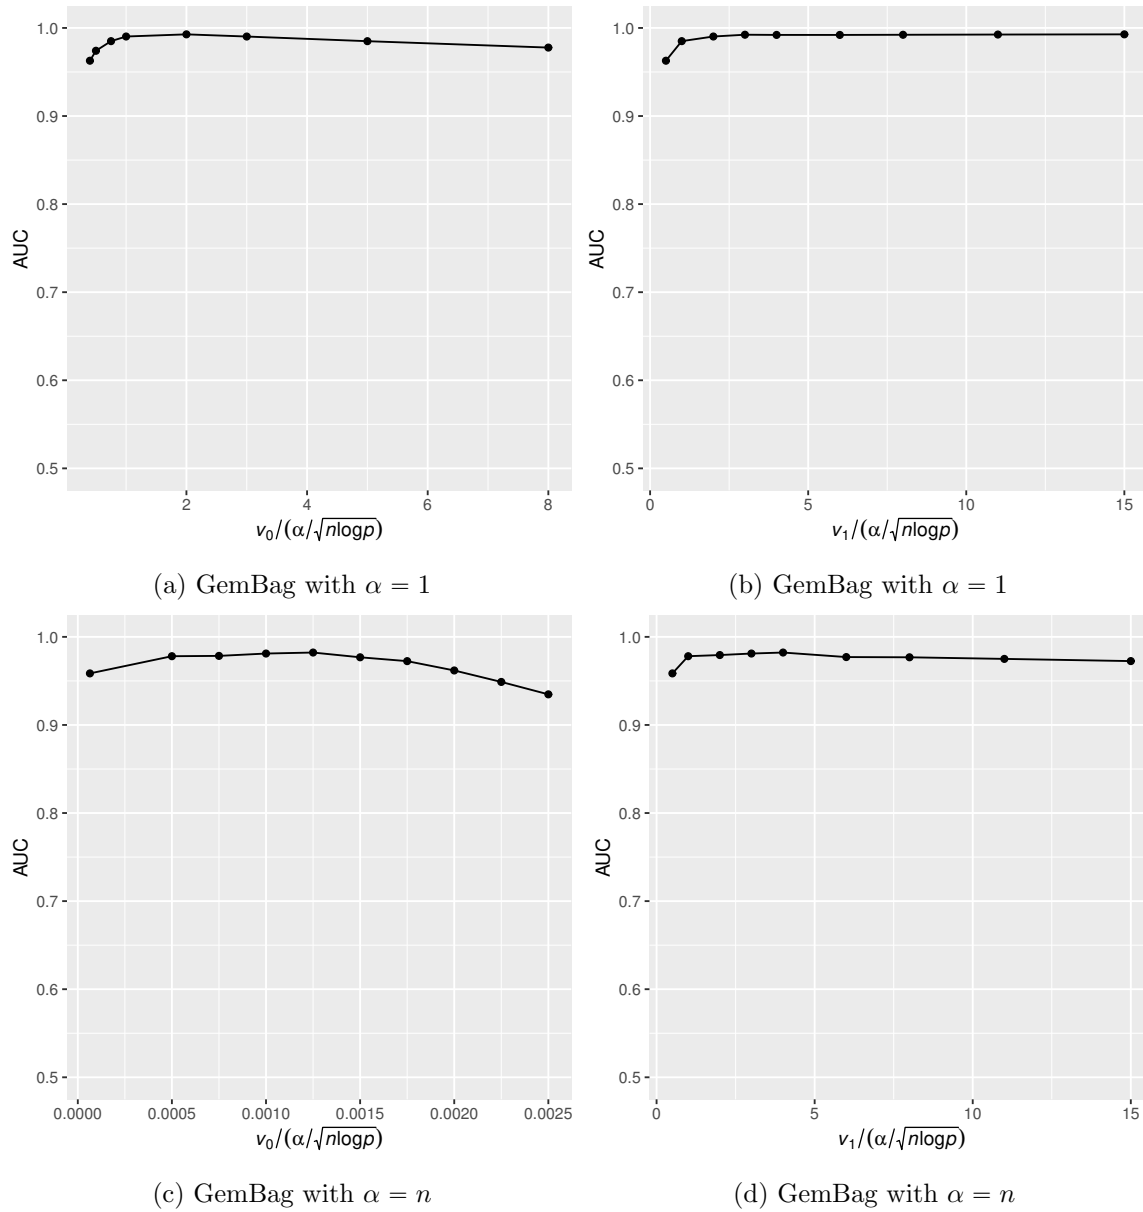 1.0
0.9
0.8
0.7
0.6
0.5
AUC
2 4 6 8
v₀/(α/√nlogp)
(a) GemBag with α = 1
1.0
0.9
0.8
0.7
0.6
0.5
AUC
0 5 10 15
v₁/(α/√nlogp)
(b) GemBag with α = 1
1.0
0.9
0.8
0.7
0.6
0.5
AUC
0.0000 0.0005 0.0010 0.0015 0.0020 0.0025
v₀/(α/√nlogp)
(c) GemBag with α = n
1.0
0.9
0.8
0.7
0.6
0.5
AUC
0 5 10 15
v₁/(α/√nlogp)
(d) GemBag with α = n